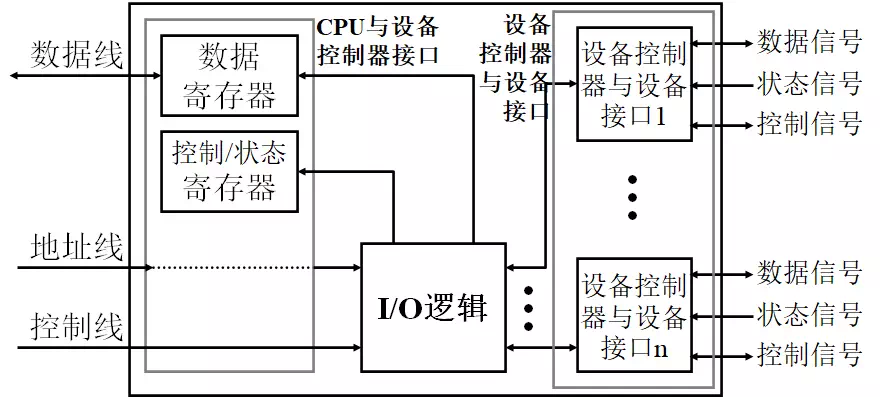 数据线
地址线
控制线
数据
寄存器
控制/状态
寄存器
CPU与设备
控制器接口
I/O逻辑
设备
控制器
与设备
接口
设备控制
器与设备
接口1
设备控制
器与设备
接口n
数据信号
状态信号
控制信号
数据信号
状态信号
控制信号